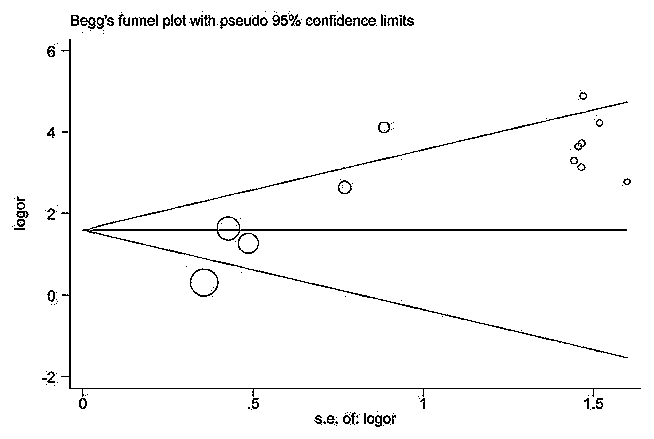 Begg's funnel plot with pseudo 95% confidence limits
6
4
logor
2
0
-2
0 .5 1 1.5
s.e. of: logor